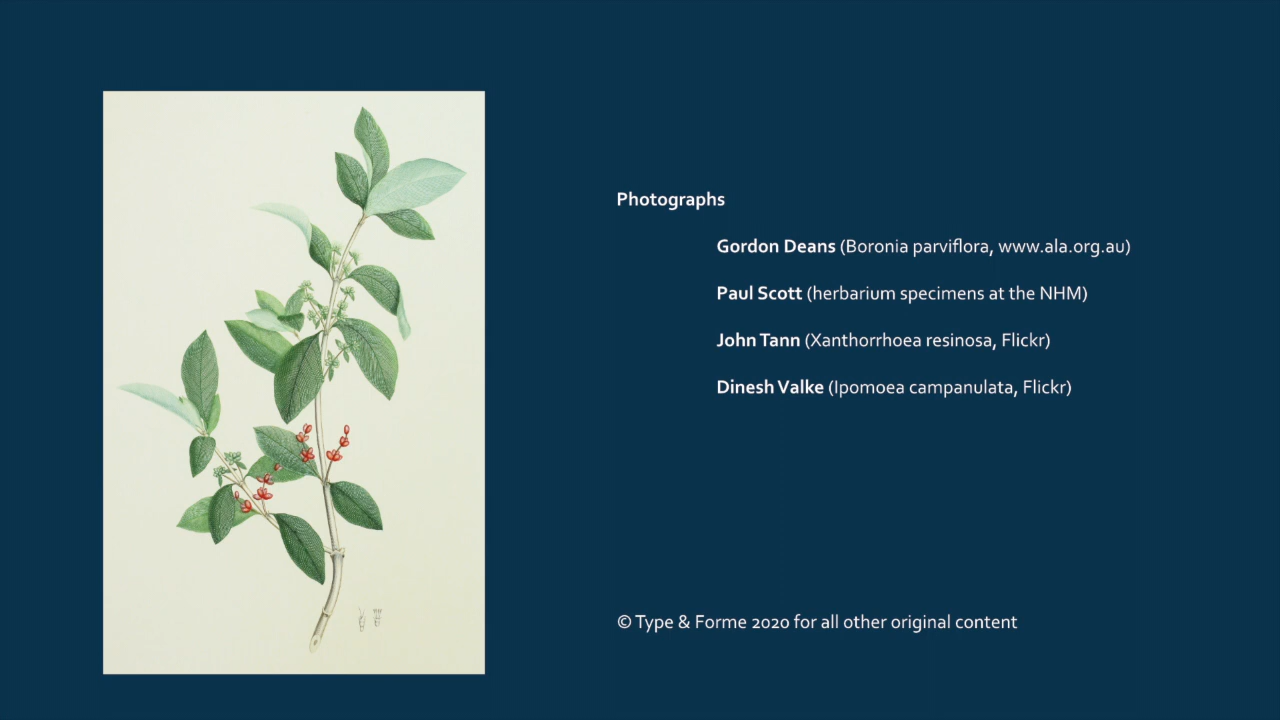 Photographs
Gordon Deans (Boronia parviflora, www.ala.org.au)
Paul Scott (herbarium specimens at the NHM)
John Tann (Xanthorrhoea resinosa, Flickr)
Dinesh Valke (Ipomoea campanulata, Flickr)
© Type & Forme 2020 for all other original content